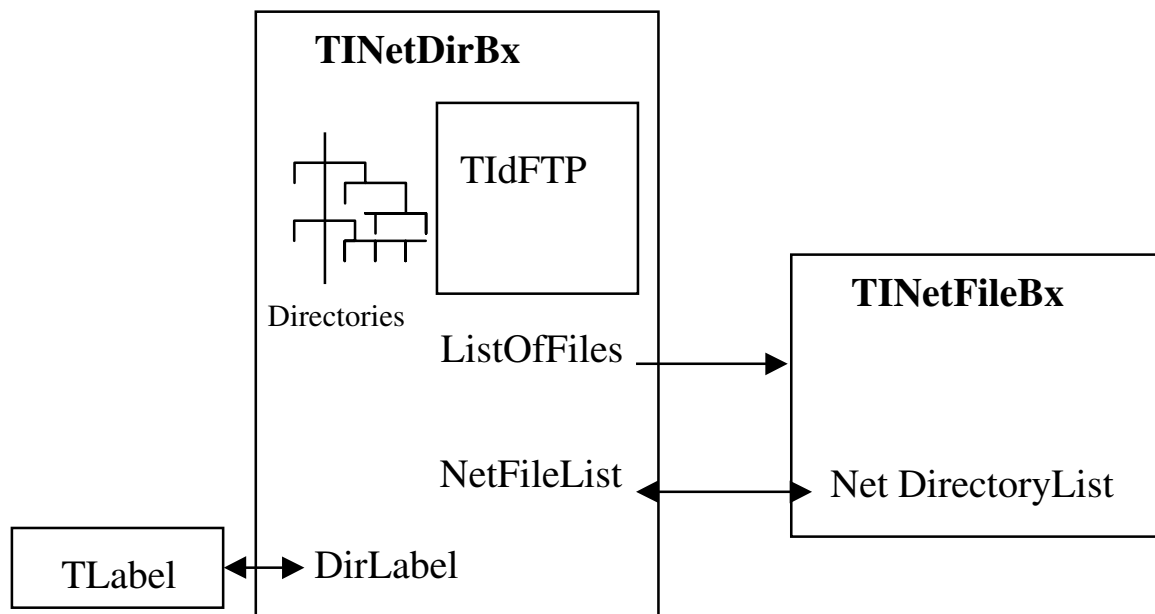 TINetDirBx
TIdFTP
Directories
TINetFileBx
ListOfFiles
NetFileList
Net DirectoryList
TLabel
DirLabel